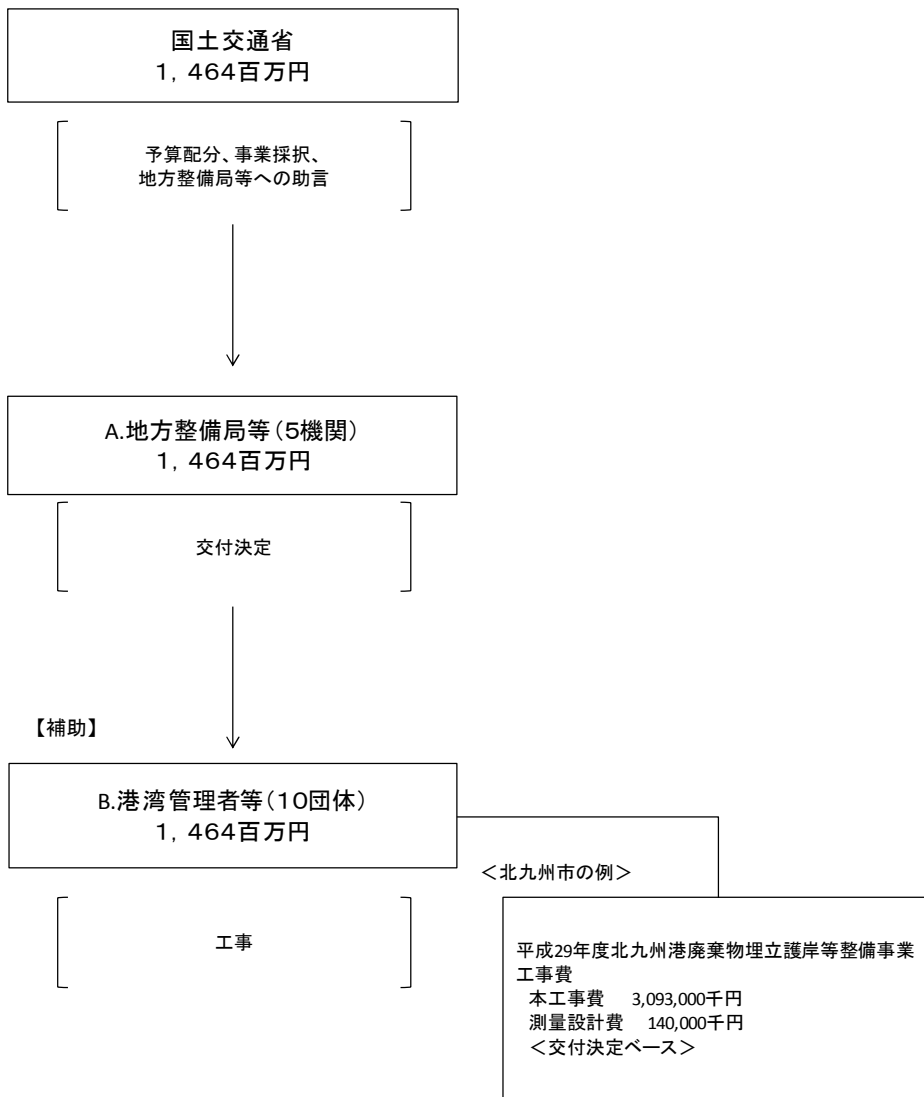 国土交通省
１，４６４百万円
予算配分、事業採択、
地方整備局等への助言
A.地方整備局等（５機関）
１，４６４百万円
交付決定
【補助】
B.港湾管理者等（１０団体）
１，４６４百万円
＜北九州市の例＞
工事
平成29年度北九州港廃棄物埋立護岸等整備事業
工事費
本工事費　3,093,000千円
測量設計費　140,000千円
＜交付決定ベース＞